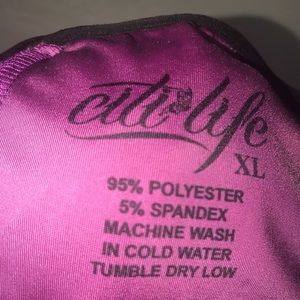 citi life
XL
95% POLYESTER
5% SPANDEX
MACHINE WASH
IN COLD WATER
TUMBLE DRY LOW